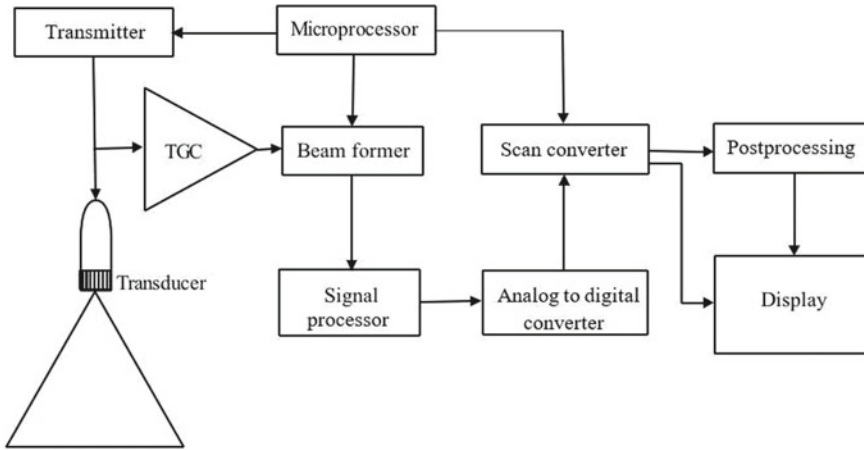 Transmitter
Microprocessor
TGC
Beam former
Scan converter
Postprocessing
Transducer
Signal
processor
Analog to digital
converter
Display